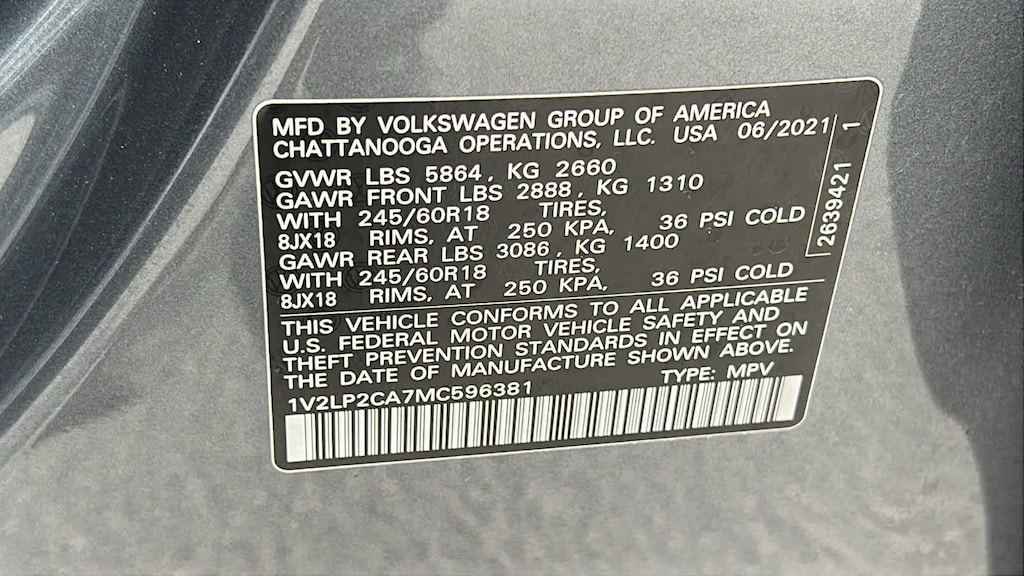 MFD BY VOLKSWAGEN GROUP OF AMERICA
CHATTANOOGA OPERATIONS, LLC. USA 06/2021
GVWR LBS 5864, KG 2660
GAWR FRONT LBS 2888, KG 1310
WITH 245/60R18 TIRES,
8JX18 RIMS, AT 250 KPA, 36 PSI COLD
GAWR REAR LBS 3086, KG 1400
WITH 245/60R18 TIRES,
8JX18 RIMS, AT 250 KPA, 36 PSI COLD
2639421 1
THIS VEHICLE CONFORMS TO ALL APPLICABLE
U.S. FEDERAL MOTOR VEHICLE SAFETY AND
THEFT PREVENTION STANDARDS IN EFFECT ON
THE DATE OF MANUFACTURE SHOWN ABOVE.
1V2LP2CA7MC596381 TYPE: MPV